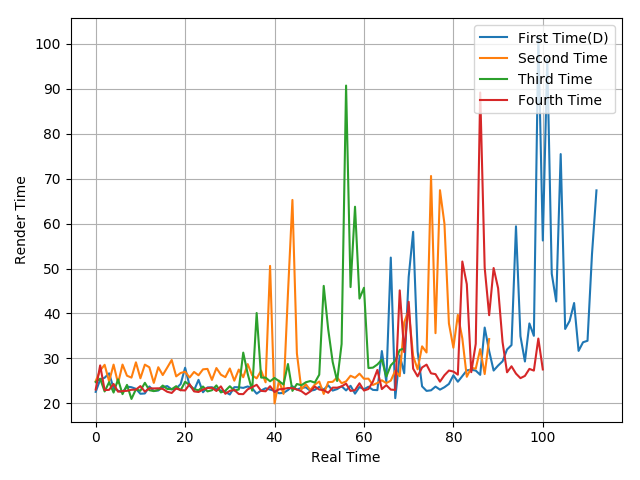 First Time(D)
Second Time
Third Time
Fourth Time
100
90
80
70
60
50
40
30
20
Render Time
0 20 40 60 80 100
Real Time